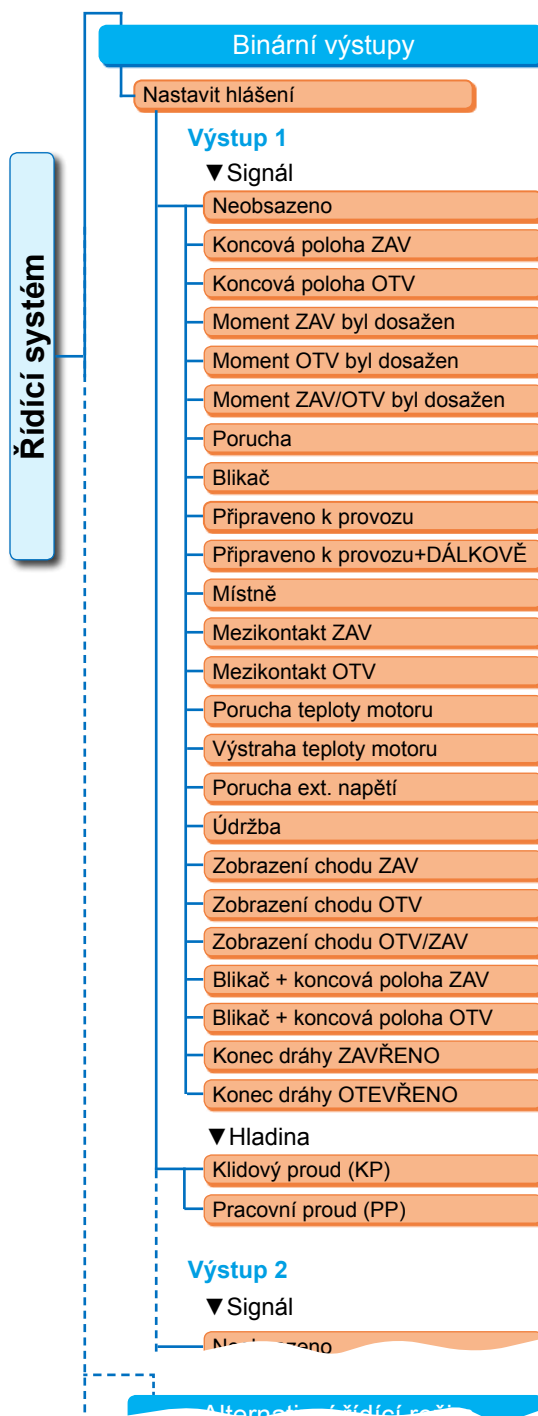 Binární výstupy
Nastavit hlášení
Řídící systém
Výstup 1
▼Signál
Neobsazeno
Koncová poloha ZAV
Koncová poloha OTV
Moment ZAV byl dosažen
Moment OTV byl dosažen
Moment ZAV/OTV byl dosažen
Porucha
Blikač
Připraveno k provozu
Připraveno k provozu+DÁLKOVĚ
Místně
Mezikontakt ZAV
Mezikontakt OTV
Porucha teploty motoru
Výstraha teploty motoru
Porucha ext. napětí
Údržba
Zobrazení chodu ZAV
Zobrazení chodu OTV
Zobrazení chodu OTV/ZAV
Blikač + koncová poloha ZAV
Blikač + koncová poloha OTV
Konec dráhy ZAVŘENO
Konec dráhy OTEVŘENO
▼Hladina
Klidový proud (KP)
Pracovní proud (PP)
Výstup 2
▼Signál
Neobsazeno
řídící